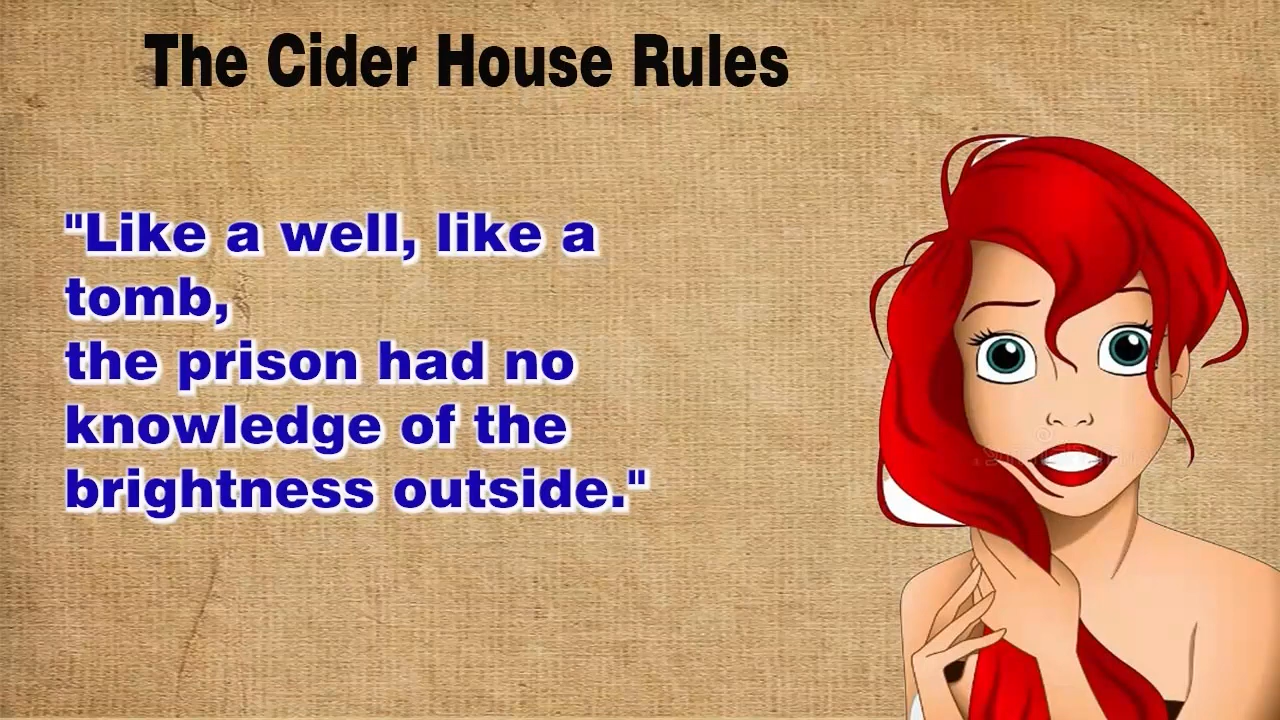 The Cider House Rules
"Like a well, like a
tomb,
the prison had no
knowledge of the
brightness outside."